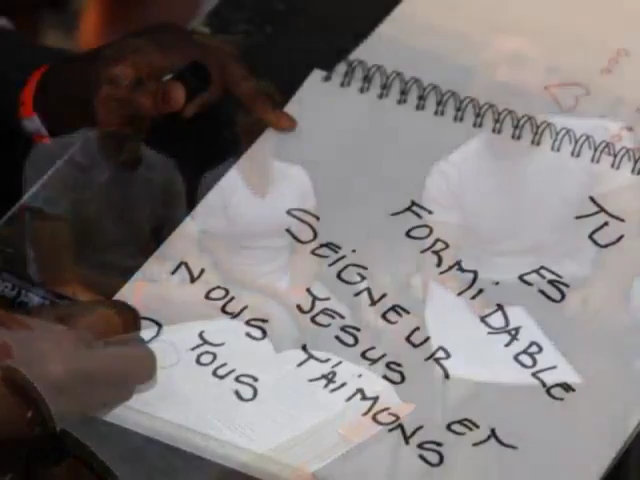 TU
ES
FORMIDABLE
SEIGNEUR
JESUS ET
NOUS T'AIMONS
TOUS